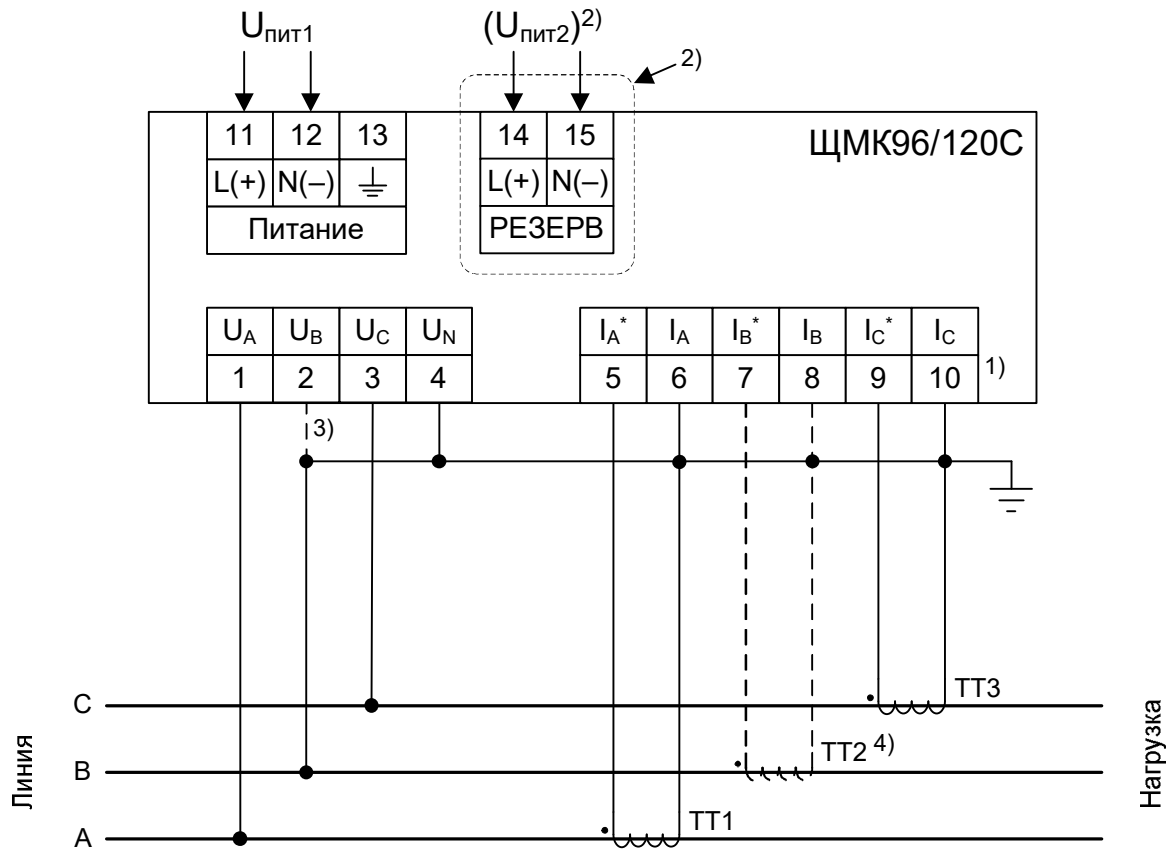 Uпит1 (Uпит2)2)
2)
11 12 13 14 15 ЩМК96/120С
L(+) N(–) L(+) N(–)
Питание РЕЗЕРВ
UA UB UC UN IA* IA IB* IB IC* IC
1 2 3 4 5 6 7 8 9 10 1)
3)
C ТТ3
B ТТ2 4)
A ТТ1
Линия
Нагрузка